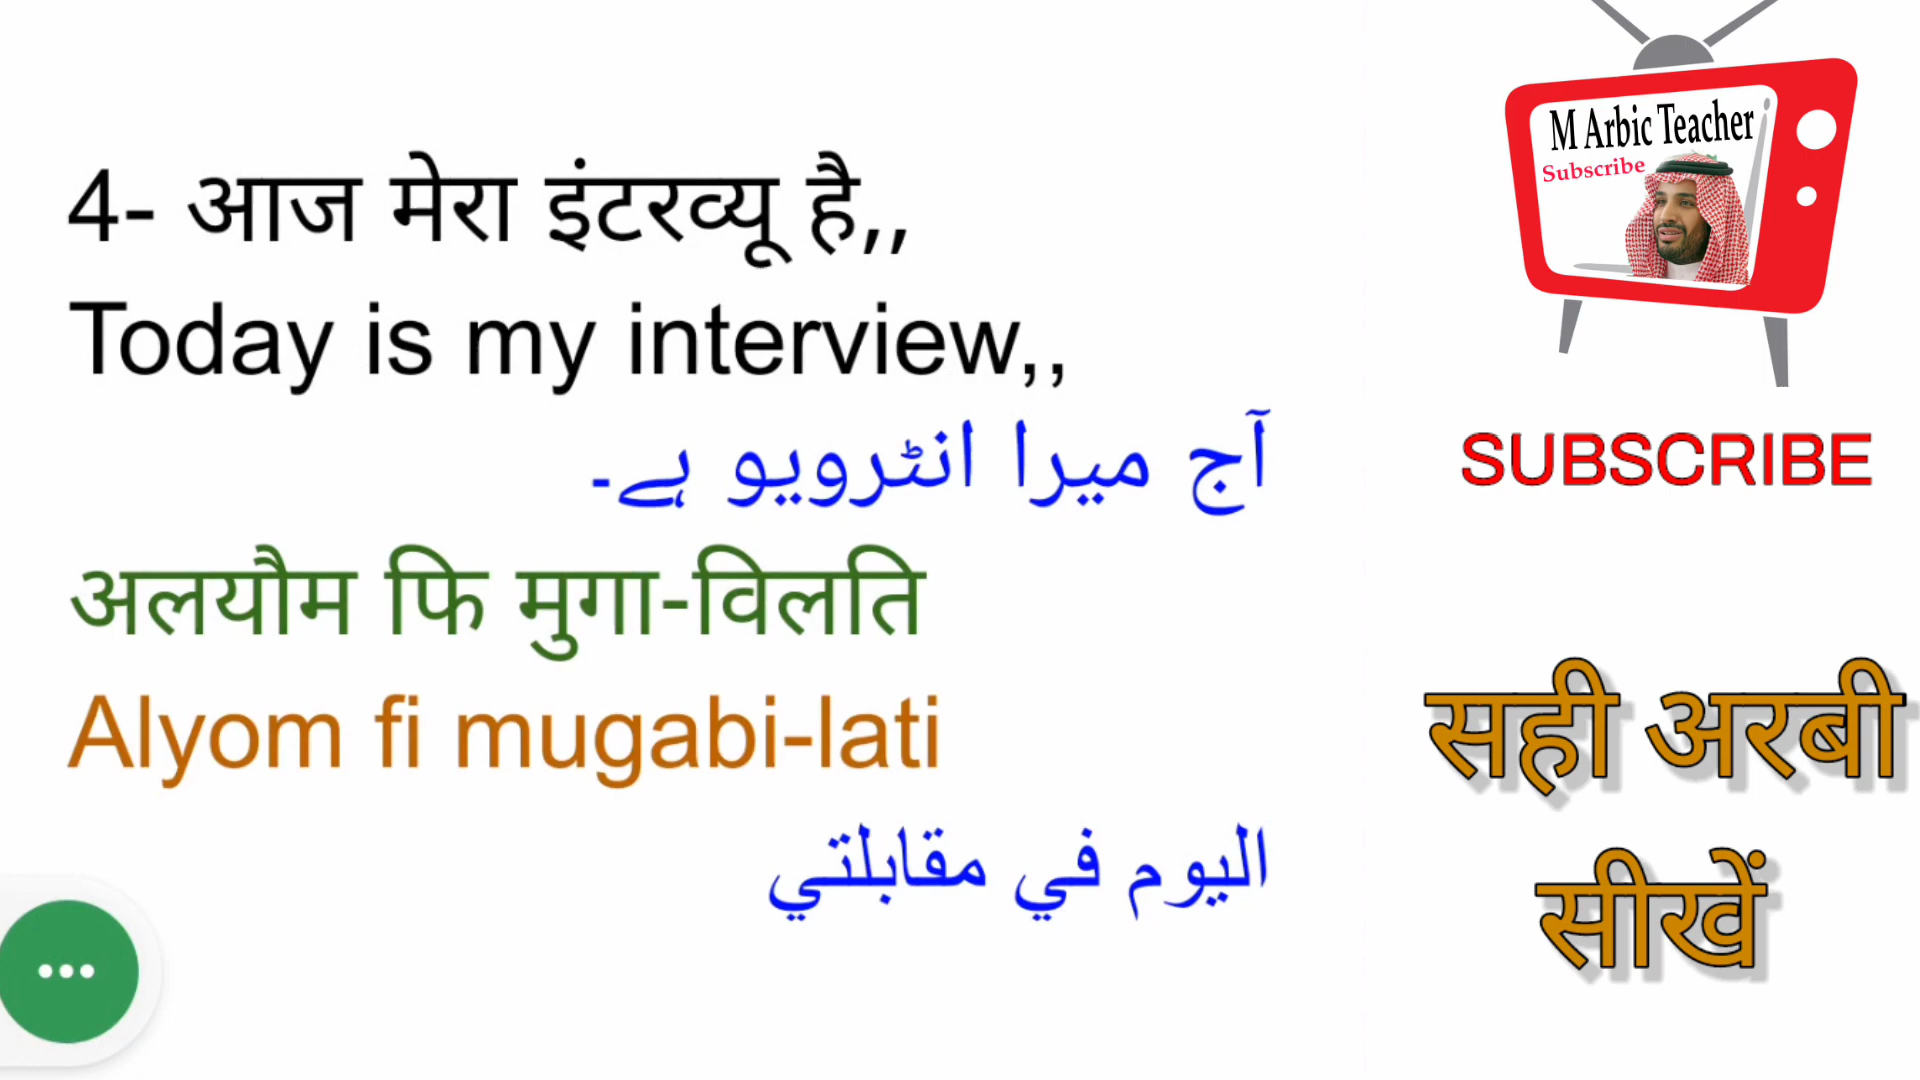 4- आज मेरा इंटरव्यू है,,
Today is my interview,,
آج میرا انٹرویو ہے۔
अलयौम फि मुगा-विलति
Alyom fi mugabi-lati
اليوم في مقابلتي
M Arbic Teacher
Subscribe
SUBSCRIBE
सही अरबी
सीखें